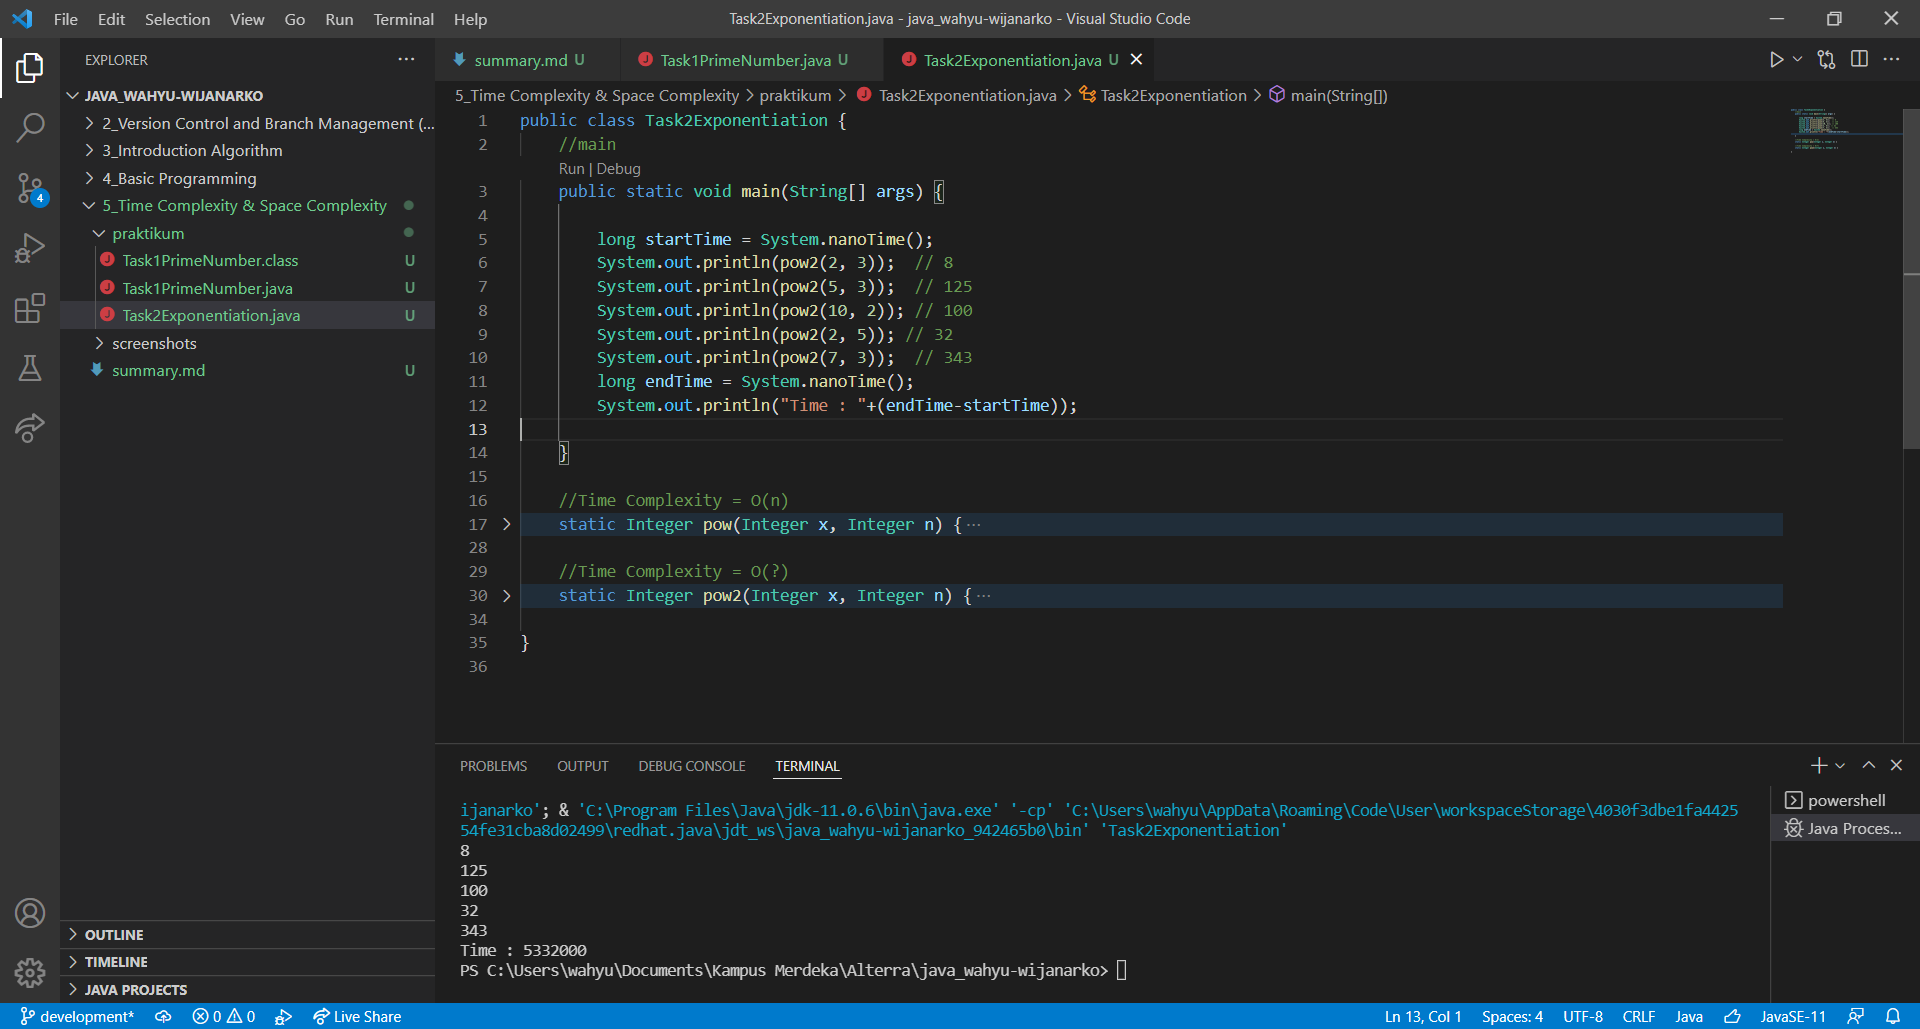 File Edit Selection View Go Run Terminal Help
Task2Exponentiation.java - java_wahyu-wijanarko - Visual Studio Code
EXPLORER
JAVA_WAHYU-WIJANARKO
2_Version Control and Branch Management (...
3_Introduction Algorithm
4_Basic Programming
5_Time Complexity & Space Complexity
praktikum
Task1PrimeNumber.class U
Task1PrimeNumber.java U
Task2Exponentiation.java U
screenshots
summary.md U
4
OUTLINE
TIMELINE
JAVA PROJECTS
summary.md U Task1PrimeNumber.java U Task2Exponentiation.java U
5_Time Complexity & Space Complexity > praktikum > Task2Exponentiation.java > Task2Exponentiation > main(String[])
1 public class Task2Exponentiation {
2 //main
Run | Debug
3 public static void main(String[] args) {
4
5 long startTime = System.nanoTime();
6 System.out.println(pow2(2, 3));  // 8
7 System.out.println(pow2(5, 3));  // 125
8 System.out.println(pow2(10, 2)); // 100
9 System.out.println(pow2(2, 5)); // 32
10 System.out.println(pow2(7, 3));  // 343
11 long endTime = System.nanoTime();
12 System.out.println("Time : "+(endTime-startTime));
13
14 }
15
16 //Time Complexity = O(n)
17 static Integer pow(Integer x, Integer n) {···
28
29 //Time Complexity = O(?)
30 static Integer pow2(Integer x, Integer n) {···
34
35 }
36
PROBLEMS OUTPUT DEBUG CONSOLE TERMINAL
powershell
Java Proces...
ijanarko'; & 'C:\Program Files\Java\jdk-11.0.6\bin\java.exe' '-cp' 'C:\Users\wahyu\AppData\Roaming\Code\User\workspaceStorage\4030f3dbe1fa4425
54fe31cba8d02499\redhat.java\jdt_ws\java_wahyu-wijanarko_942465b0\bin' 'Task2Exponentiation'
8
125
100
32
343
Time : 5332000
PS C:\Users\wahyu\Documents\Kampus Merdeka\Alterra\java_wahyu-wijanarko>
development* 0 0 Live Share Ln 13, Col 1 Spaces: 4 UTF-8 CRLF Java JavaSE-11